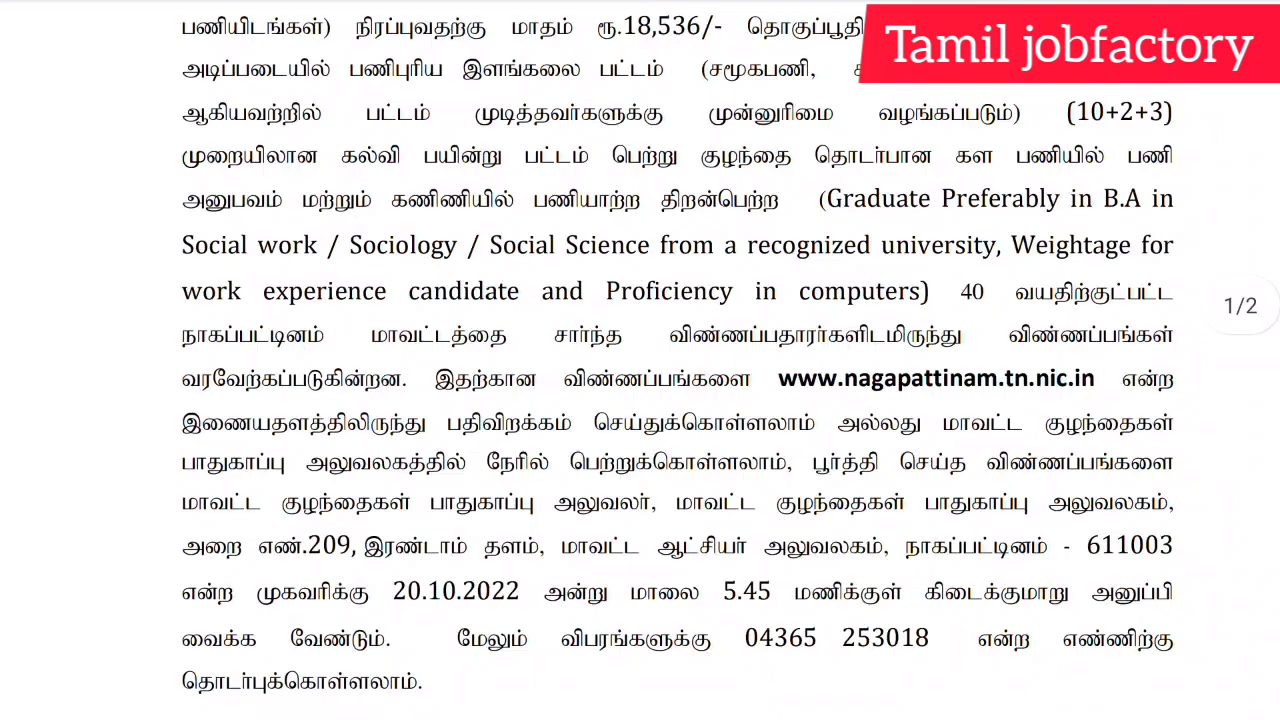 பணியிடங்கள்) நிரப்புவதற்கு மாதம் ரூ.18,536/- தொகுப்பூதி
Tamil jobfactory
அடிப்படையில் பணிபுரிய இளங்கலை பட்டம் (சமூகபணி,
ஆகியவற்றில் பட்டம் முடித்தவர்களுக்கு முன்னுரிமை வழங்கப்படும்) (10+2+3)
முறையிலான கல்வி பயின்று பட்டம் பெற்று குழந்தை தொடர்பான கள பணியில் பணி
அனுபவம் மற்றும் கணிணியில் பணியாற்ற திறன்பெற்ற (Graduate Preferably in B.A in
Social work / Sociology / Social Science from a recognized university, Weightage for
work experience candidate and Proficiency in computers) 40 வயதிற்குட்பட்ட
நாகப்பட்டினம் மாவட்டத்தை சார்ந்த விண்ணப்பதாரர்களிடமிருந்து விண்ணப்பங்கள்
வரவேற்கப்படுகின்றன. இதற்கான விண்ணப்பங்களை www.nagapattinam.tn.nic.in என்ற
இணையதளத்திலிருந்து பதிவிறக்கம் செய்துக்கொள்ளலாம் அல்லது மாவட்ட குழந்தைகள்
பாதுகாப்பு அலுவலகத்தில் நேரில் பெற்றுக்கொள்ளலாம், பூர்த்தி செய்த விண்ணப்பங்களை
மாவட்ட குழந்தைகள் பாதுகாப்பு அலுவலர், மாவட்ட குழந்தைகள் பாதுகாப்பு அலுவலகம்,
அறை எண்.209, இரண்டாம் தளம், மாவட்ட ஆட்சியர் அலுவலகம், நாகப்பட்டினம் - 611003
என்ற முகவரிக்கு 20.10.2022 அன்று மாலை 5.45 மணிக்குள் கிடைக்குமாறு அனுப்பி
வைக்க வேண்டும். மேலும் விபரங்களுக்கு 04365 253018 என்ற எண்ணிற்கு
தொடர்புக்கொள்ளலாம்.
1/2